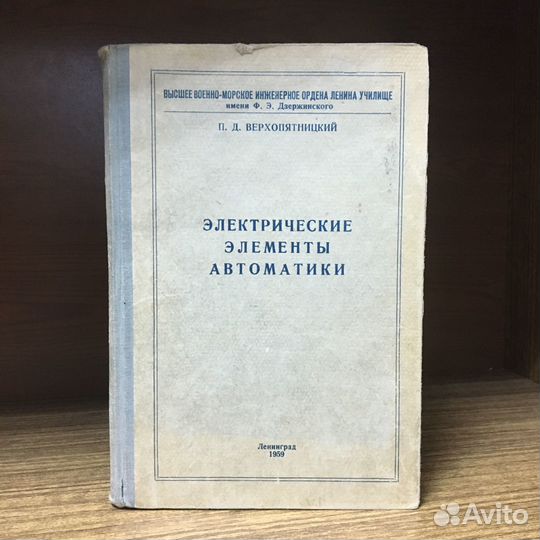 ВЫСШЕЕ ВОЕННО-МОРСКОЕ ИНЖЕНЕРНОЕ ОРДЕНА ЛЕНИНА УЧИЛИЩЕ
имени Ф. Э. Дзержинского
П. Д. ВЕРХОПЯТНИЦКИЙ
ЭЛЕКТРИЧЕСКИЕ
ЭЛЕМЕНТЫ
АВТОМАТИКИ
Ленинград
1959
Avito